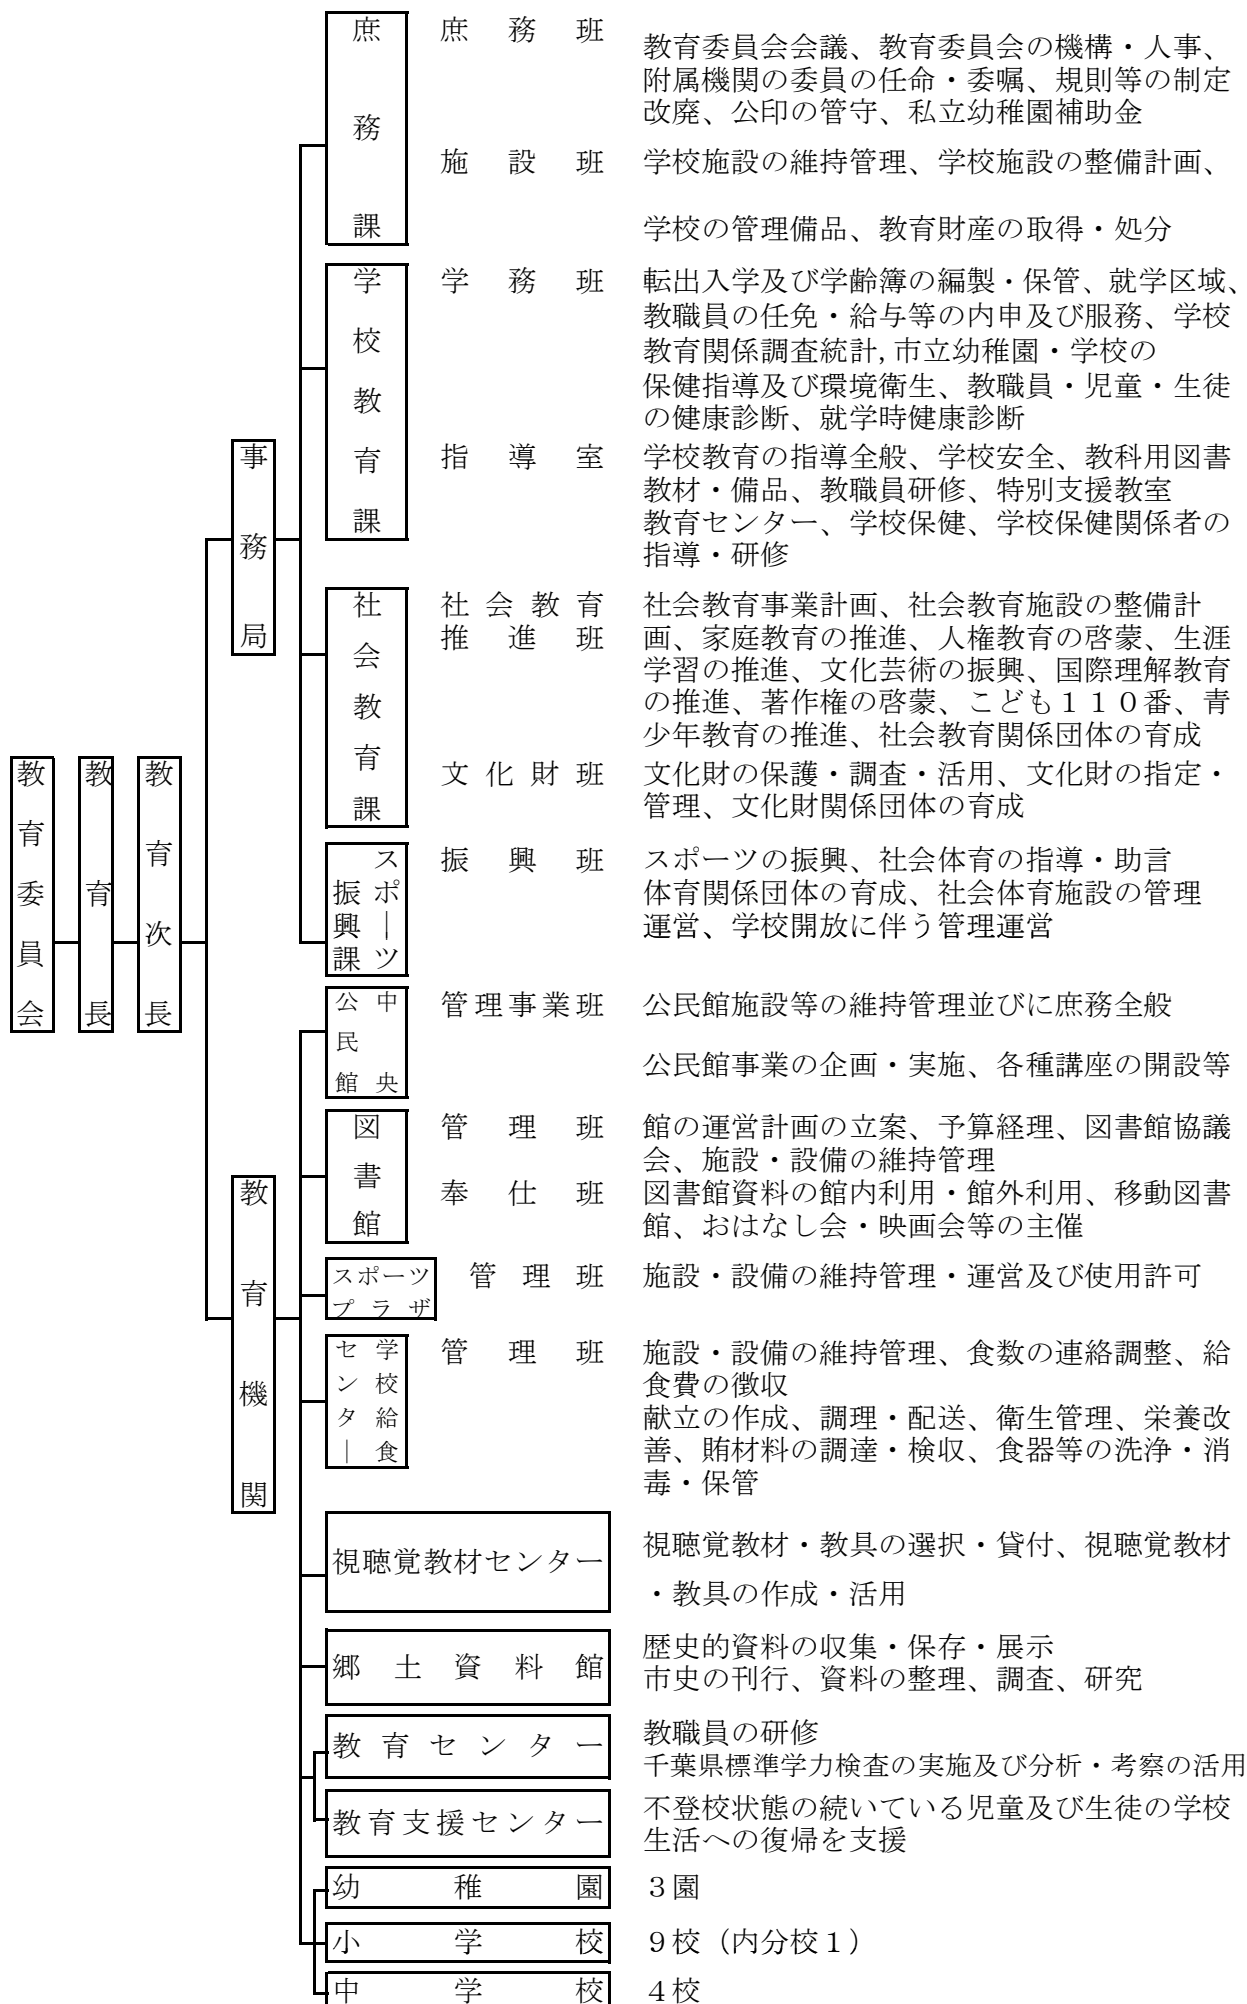 教育委員会
教育長
教育次長
事務局
庶務課
庶務班
教育委員会会議、教育委員会の機構・人事、
附属機関の委員の任命・委嘱、規則等の制定
改廃、公印の管守、私立幼稚園補助金
施設班
学校施設の維持管理、学校施設の整備計画、
学校の管理備品、教育財産の取得・処分
学校教育課
学務班
転出入学及び学齢簿の編製・保管、就学区域、
教職員の任免・給与等の内申及び服務、学校
教育関係調査統計,市立幼稚園・学校の
保健指導及び環境衛生、教職員・児童・生徒
の健康診断、就学時健康診断
指導室
学校教育の指導全般、学校安全、教科用図書
教材・備品、教職員研修、特別支援教室
教育センター、学校保健、学校保健関係者の
指導・研修
社会教育課
社会教育
推進班
社会教育事業計画、社会教育施設の整備計
画、家庭教育の推進、人権教育の啓蒙、生涯
学習の推進、文化芸術の振興、国際理解教育
の推進、著作権の啓蒙、こども110番、青
少年教育の推進、社会教育関係団体の育成
文化財班
文化財の保護・調査・活用、文化財の指定・
管理、文化財関係団体の育成
スポーツ
振興課
振興班
スポーツの振興、社会体育の指導・助言
体育関係団体の育成、社会体育施設の管理
運営、学校開放に伴う管理運営
教育機関
中央
公民館
管理事業班
公民館施設等の維持管理並びに庶務全般
公民館事業の企画・実施、各種講座の開設等
図書館
管理班
館の運営計画の立案、予算経理、図書館協議
会、施設・設備の維持管理
奉仕班
図書館資料の館内利用・館外利用、移動図書
館、おはなし会・映画会等の主催
スポーツ
プラザ
管理班
施設・設備の維持管理・運営及び使用許可
学校給食
センター
管理班
施設・設備の維持管理、食数の連絡調整、給
食費の徴収
献立の作成、調理・配送、衛生管理、栄養改
善、賄材料の調達・検収、食器等の洗浄・消
毒・保管
視聴覚教材センター
視聴覚教材・教具の選択・貸付、視聴覚教材
・教具の作成・活用
郷土資料館
歴史的資料の収集・保存・展示
市史の刊行、資料の整理、調査、研究
教育センター
教職員の研修
千葉県標準学力検査の実施及び分析・考察の活用
教育支援センター
不登校状態の続いている児童及び生徒の学校
生活への復帰を支援
幼稚園
3園
小学校
9校（内分校1）
中学校
4校